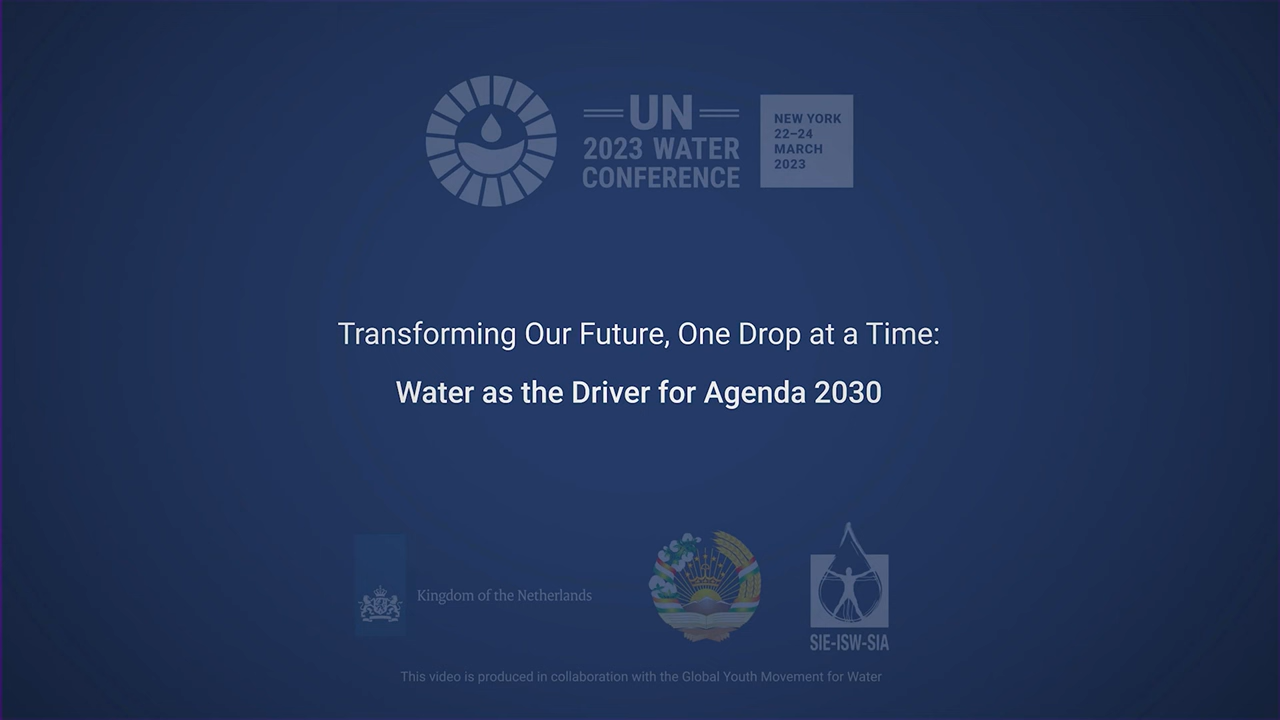 UN
2023 WATER
CONFERENCE
NEW YORK
22–24
MARCH
2023
Transforming Our Future, One Drop at a Time:
Water as the Driver for Agenda 2030
Kingdom of the Netherlands
SIE-ISW-SIA
This video is produced in collaboration with the Global Youth Movement for Water